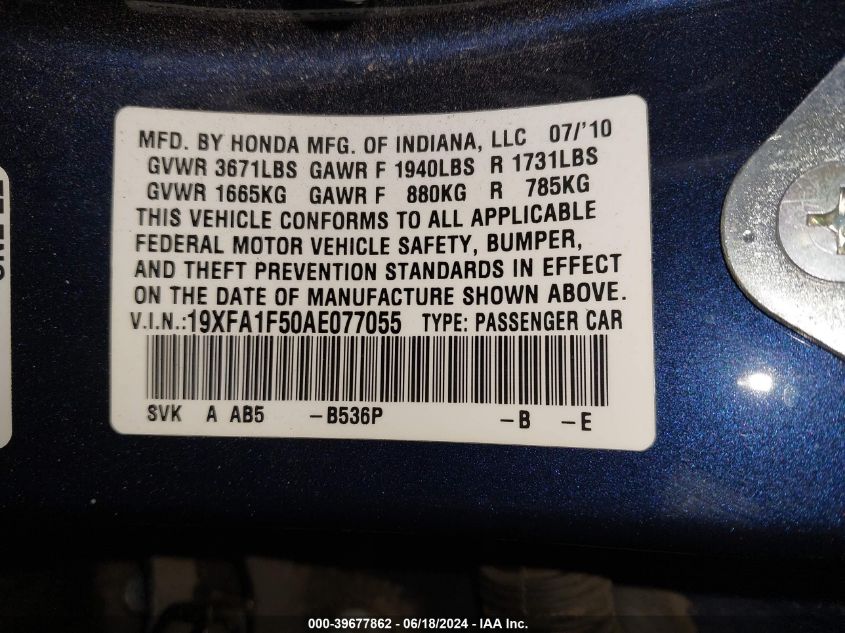 MFD. BY HONDA MFG. OF INDIANA, LLC 07/'10
GVWR 3671LBS GAWR F 1940LBS R 1731LBS
GVWR 1665KG GAWR F 880KG R 785KG
THIS VEHICLE CONFORMS TO ALL APPLICABLE
FEDERAL MOTOR VEHICLE SAFETY, BUMPER,
AND THEFT PREVENTION STANDARDS IN EFFECT
ON THE DATE OF MANUFACTURE SHOWN ABOVE.
V.I.N.:19XFA1F50AE077055 TYPE: PASSENGER CAR
SVK A AB5 -B536P -B -E
000-39677862 - 06/18/2024 - IAA Inc.